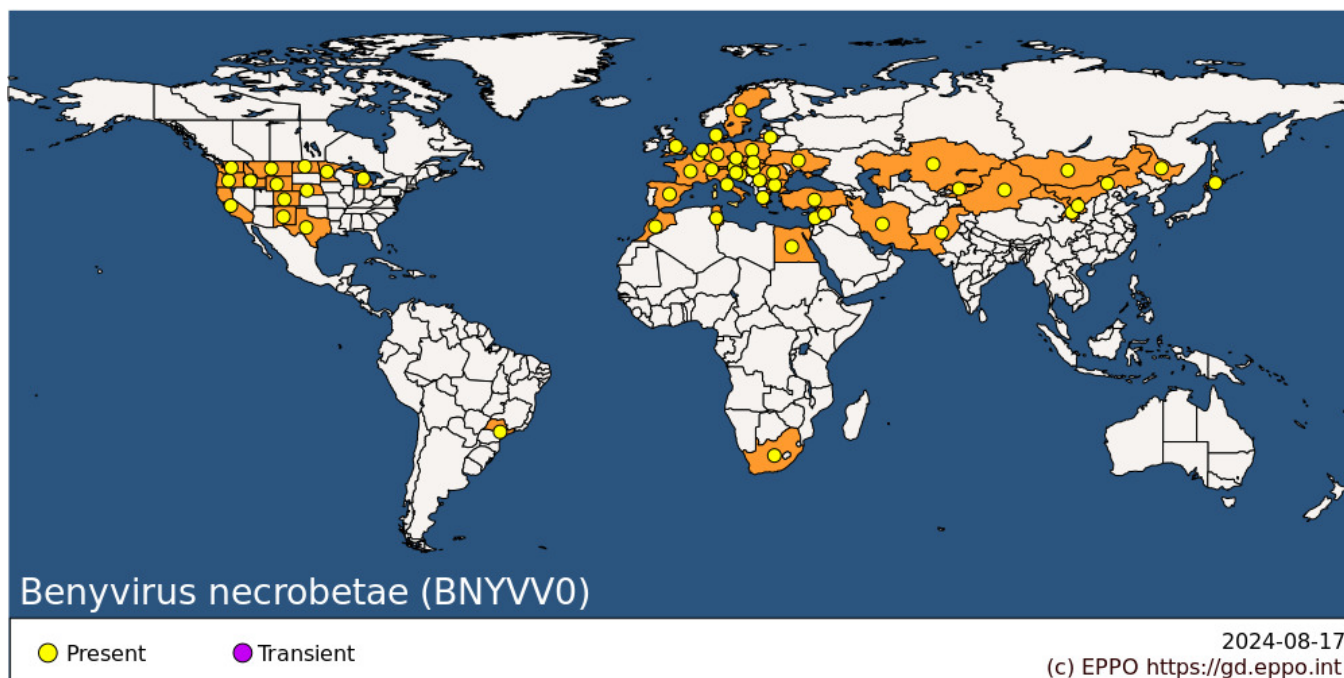 Benyvirus necrobetae (BNYVV0)
Present
Transient
2024-08-17
(c) EPPO https://gd.eppo.int